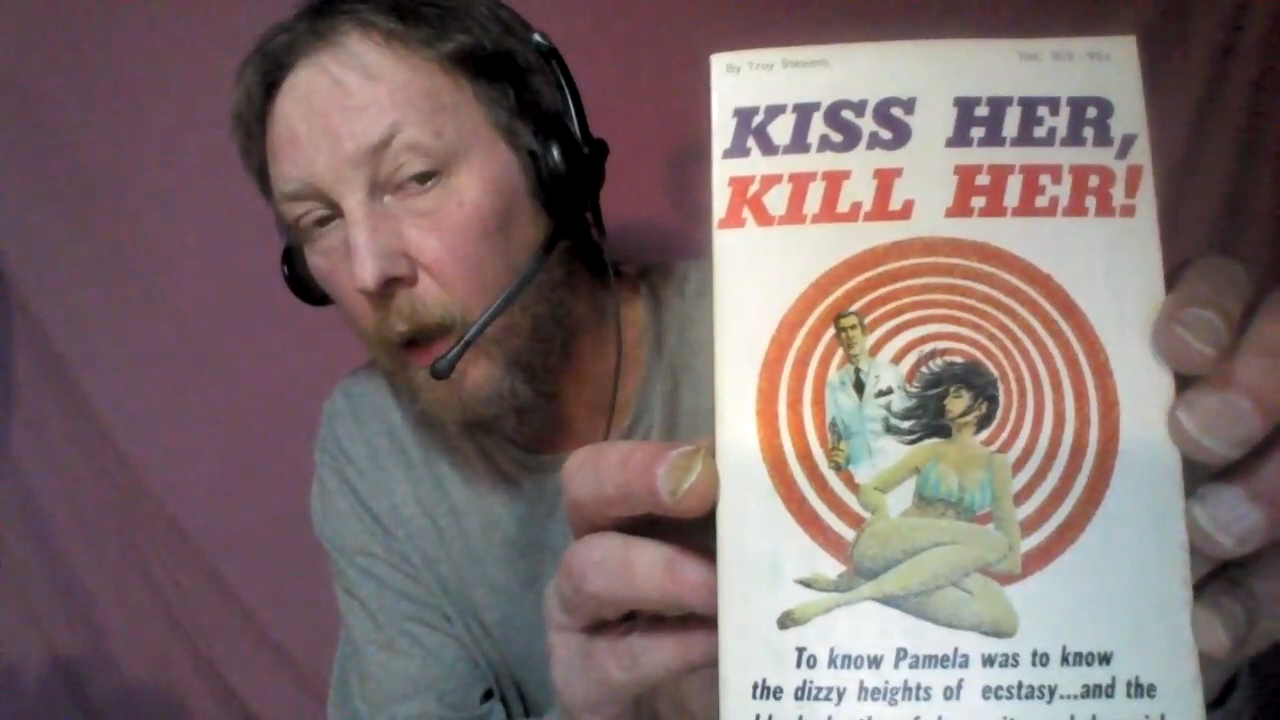 By Troy
KISS HER,
KILL HER!
To know Pamela was to know
the dizzy heights of ecstasy...and the